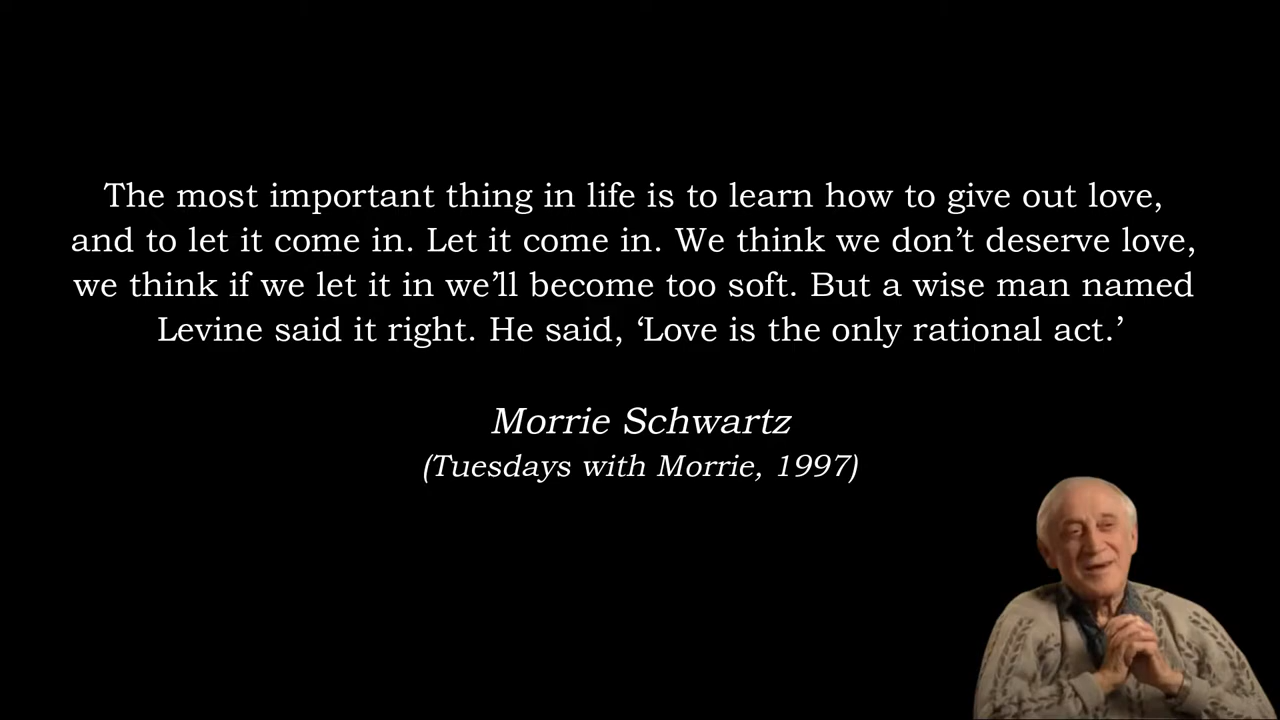 The most important thing in life is to learn how to give out love,
and to let it come in. Let it come in. We think we don’t deserve love,
we think if we let it in we’ll become too soft. But a wise man named
Levine said it right. He said, ‘Love is the only rational act.’
Morrie Schwartz
(Tuesdays with Morrie, 1997)